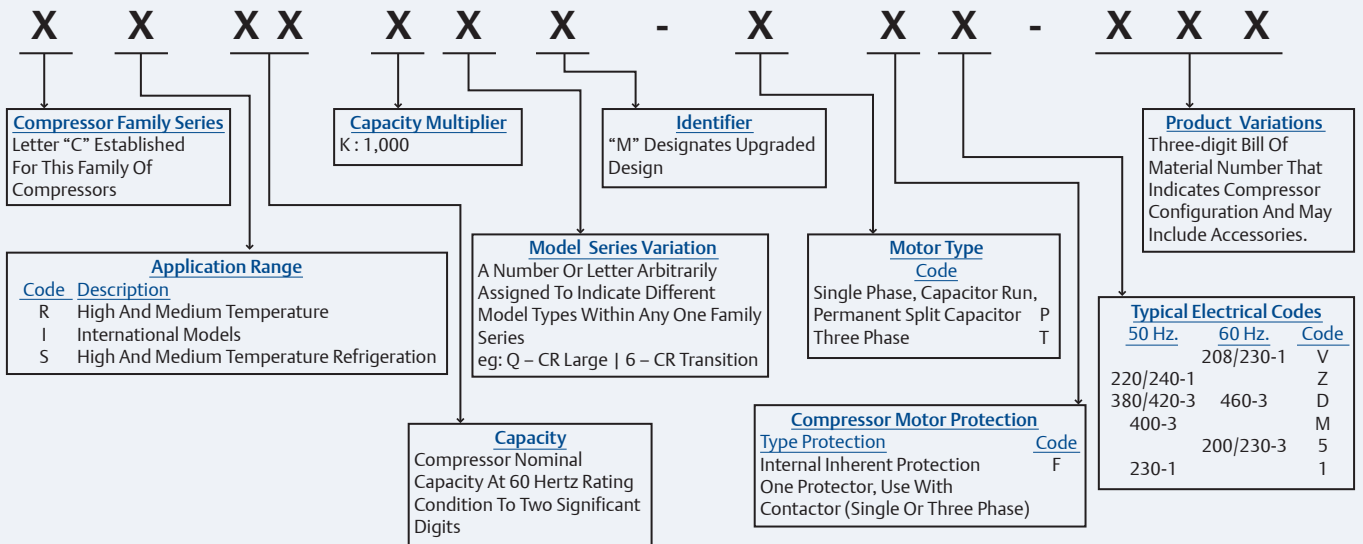 X X X X X X X - X X X - X X X
Compressor Family Series
Letter “C” Established
For This Family Of
Compressors
Capacity Multiplier
K : 1,000
Identifier
“M” Designates Upgraded
Design
Product Variations
Three-digit Bill Of
Material Number That
Indicates Compressor
Configuration And May
Include Accessories.
Application Range
Code Description
R High And Medium Temperature
I International Models
S High And Medium Temperature Refrigeration
Model Series Variation
A Number Or Letter Arbitrarily
Assigned To Indicate Different
Model Types Within Any One Family
Series
eg: Q – CR Large | 6 – CR Transition
Motor Type
Code
Single Phase, Capacitor Run,
Permanent Split Capacitor P
Three Phase T
Typical Electrical Codes
50 Hz. 60 Hz. Code
208/230-1 V
220/240-1 Z
380/420-3 460-3 D
400-3 M
200/230-3 5
230-1 1
Capacity
Compressor Nominal
Capacity At 60 Hertz Rating
Condition To Two Significant
Digits
Compressor Motor Protection
Type Protection Code
Internal Inherent Protection F
One Protector, Use With
Contactor (Single Or Three Phase)